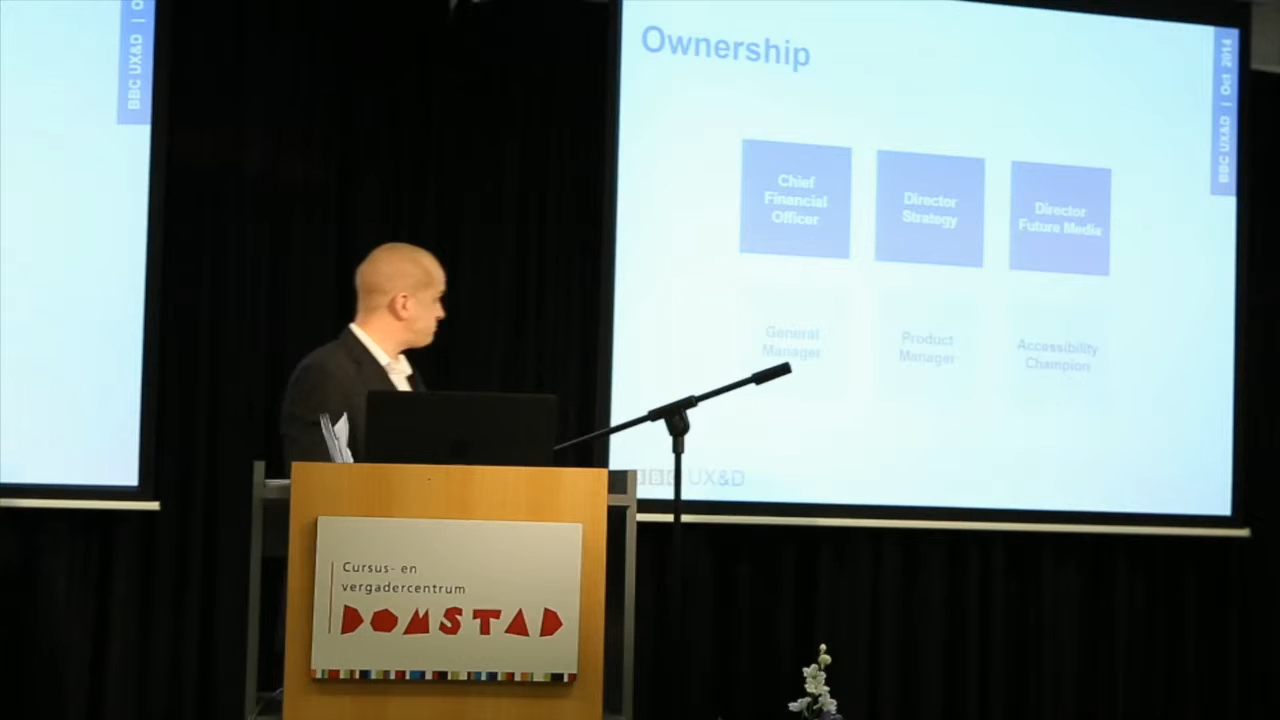 BBC UX&D | O
Ownership
BBC UX&D | Oct 2014
Chief
Financial
Officer
Director
Strategy
Director
Future Media
General
Manager
Product
Manager
Accessibility
Champion
BBC UX&D
Cursus- en
vergadercentrum
DOMSTAD